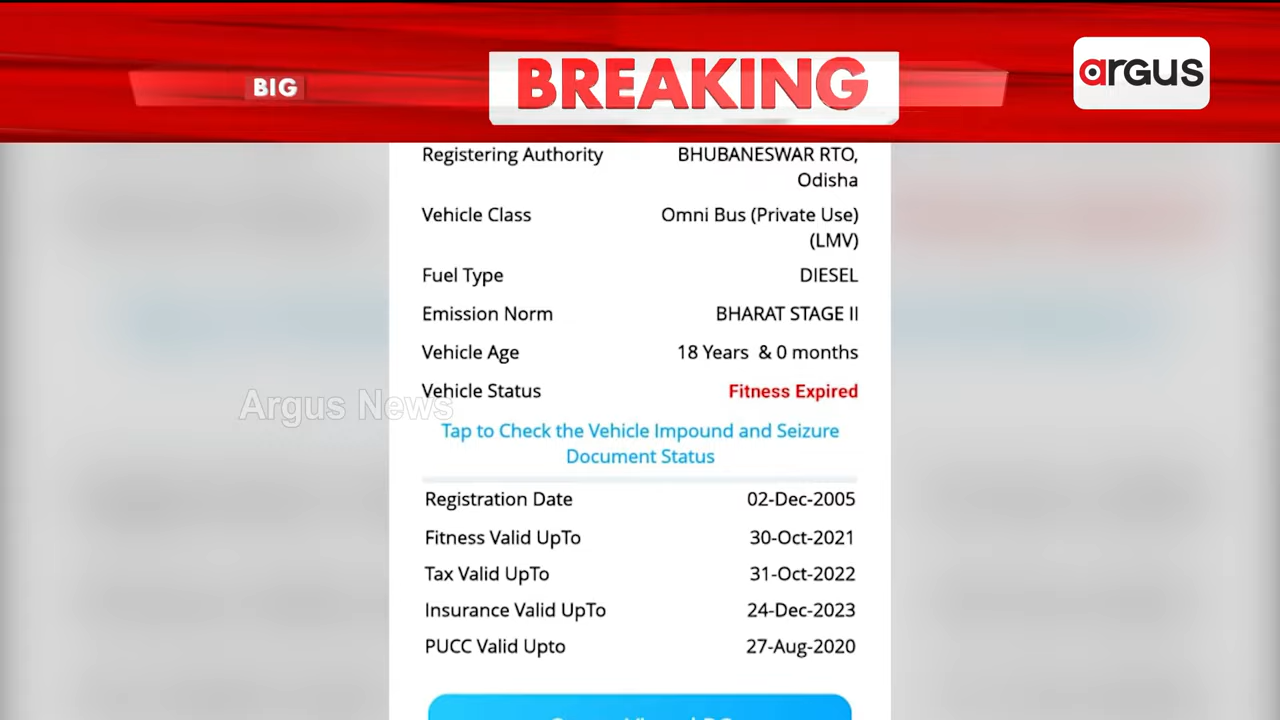 BIG
BREAKING
argus
Registering Authority BHUBANESWAR RTO,
Odisha
Vehicle Class Omni Bus (Private Use)
(LMV)
Fuel Type DIESEL
Emission Norm BHARAT STAGE II
Vehicle Age 18 Years & 0 months
Vehicle Status Fitness Expired
Argus News
Tap to Check the Vehicle Impound and Seizure
Document Status
Registration Date 02-Dec-2005
Fitness Valid UpTo 30-Oct-2021
Tax Valid UpTo 31-Oct-2022
Insurance Valid UpTo 24-Dec-2023
PUCC Valid Upto 27-Aug-2020